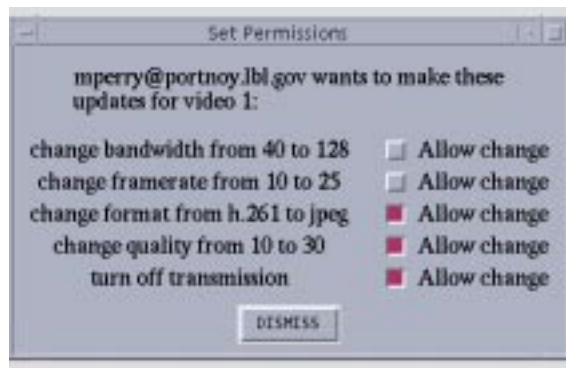 Set Permissions
mperry@portnoy.lbl.gov wants to make these
updates for video 1:
change bandwidth from 40 to 128 Allow change
change framerate from 10 to 25 Allow change
change format from h.261 to jpeg Allow change
change quality from 10 to 30 Allow change
turn off transmission Allow change
DISMISS